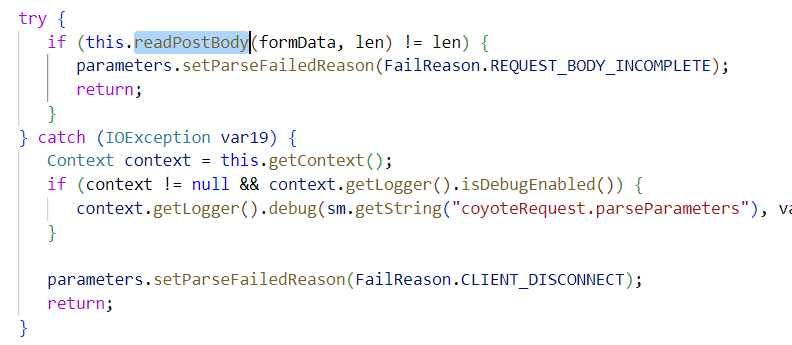 try {
if (this.readPostBody(formData, len) != len) {
parameters.setParseFailedReason(FailReason.REQUEST_BODY_INCOMPLETE);
return;
}
} catch (IOException var19) {
Context context = this.getContext();
if (context != null && context.getLogger().isDebugEnabled()) {
context.getLogger().debug(sm.getString("coyoteRequest.parseParameters"), va
}
parameters.setParseFailedReason(FailReason.CLIENT_DISCONNECT);
return;
}